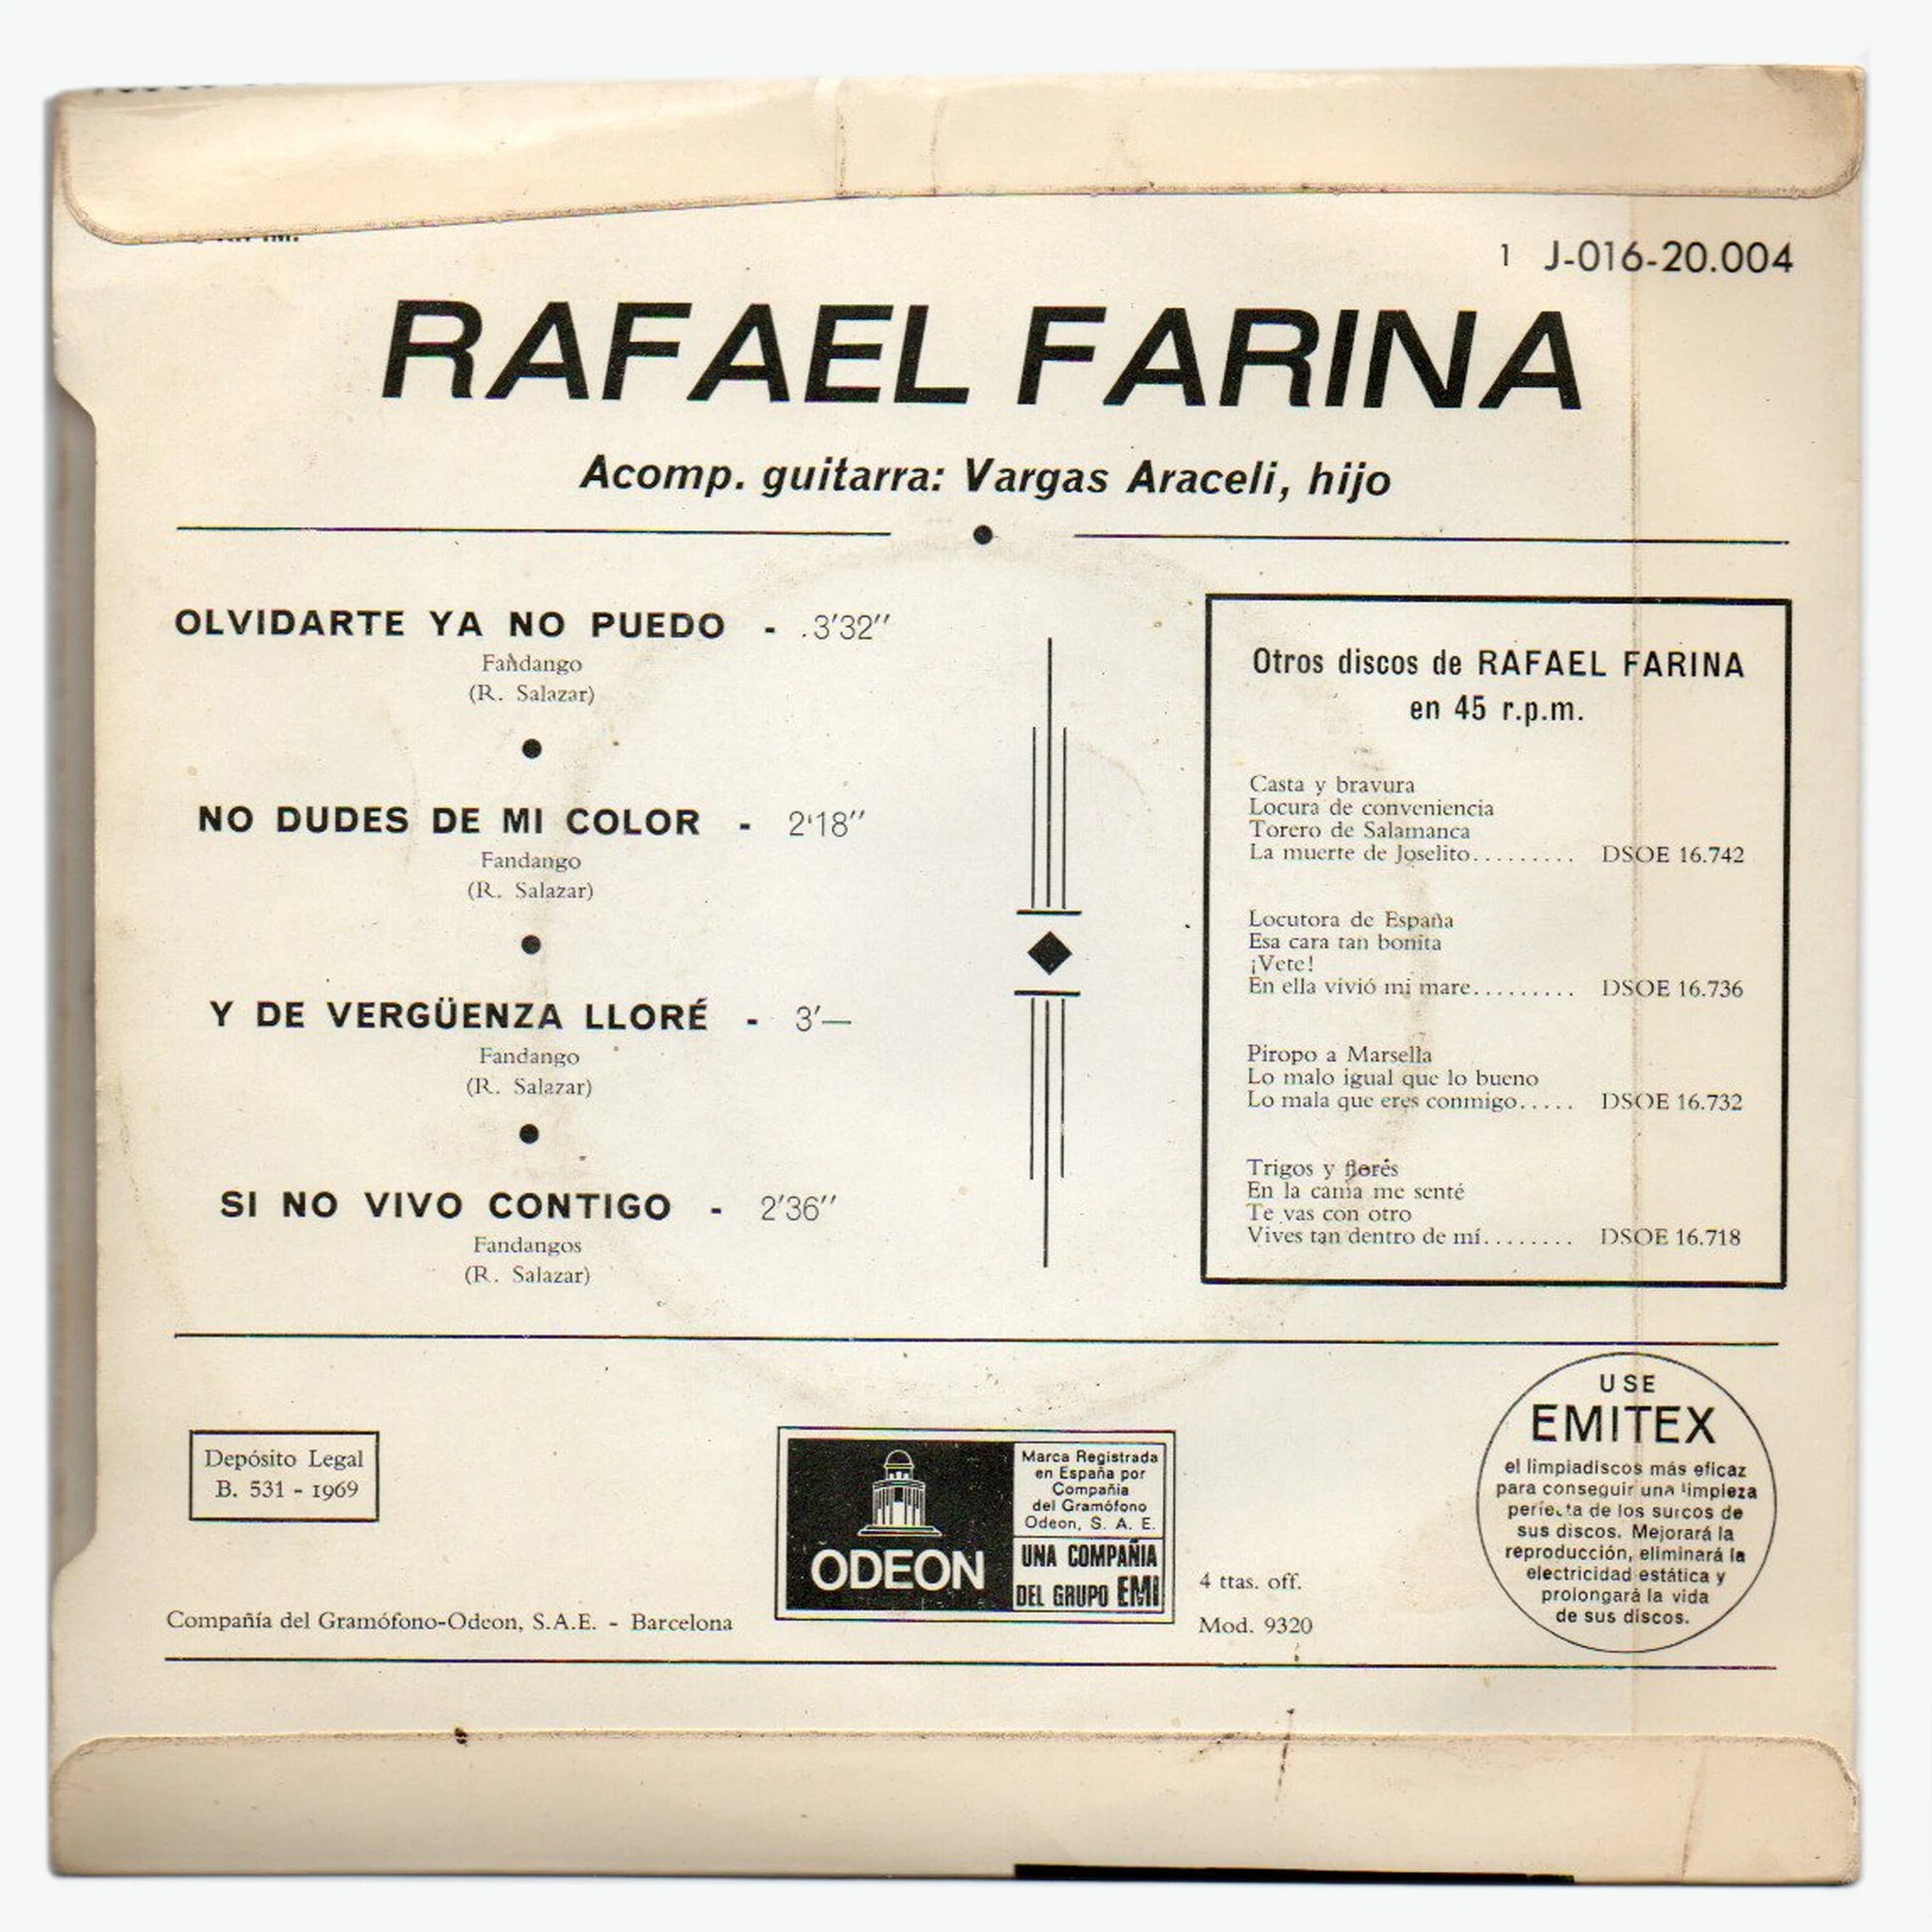 1 J-016-20.004
RAFAEL FARINA
Acomp. guitarra: Vargas Araceli, hijo
OLVIDARTE YA NO PUEDO - .3'32''
Fandango
(R. Salazar)
NO DUDES DE MI COLOR - 2'18''
Fandango
(R. Salazar)
Y DE VERGÜENZA LLORÉ - 3'—
Fandango
(R. Salazar)
SI NO VIVO CONTIGO - 2'36''
Fandangos
(R. Salazar)
Otros discos de RAFAEL FARINA
en 45 r.p.m.
Casta y bravura
Locura de conveniencia
Torero de Salamanca
La muerte de Joselito......... DSOE 16.742
Locutora de España
Esa cara tan bonita
¡Vete!
En ella vivió mi mare......... DSOE 16.736
Piropo a Marsella
Lo malo igual que lo bueno
Lo mala que eres conmigo..... DSOE 16.732
Trigos y flores
En la cama me senté
Te vas con otro
Vives tan dentro de mí........ DSOE 16.718
Depósito Legal
B. 531 - 1969
Compañía del Gramófono-Odeon, S.A.E. - Barcelona
ODEON
Marca Registrada
en España por
Compañia
del Gramófono
Odeon, S. A. E.
UNA COMPAÑIA
DEL GRUPO EMI
4 ttas. off.
Mod. 9320
USE
EMITEX
el limpiadiscos más eficaz
para conseguir una limpieza
perfecta de los surcos de
sus discos. Mejorará la
reproducción, eliminará la
electricidad estática y
prolongará la vida
de sus discos.